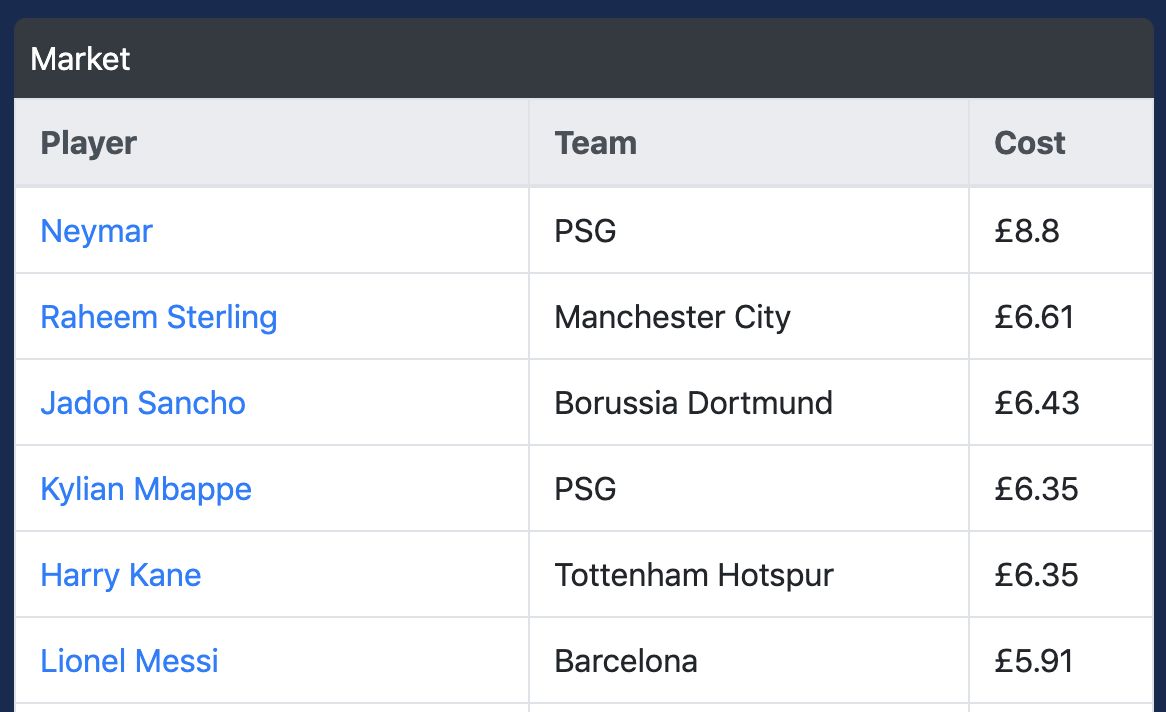 Market
Player Team Cost
Neymar PSG £8.8
Raheem Sterling Manchester City £6.61
Jadon Sancho Borussia Dortmund £6.43
Kylian Mbappe PSG £6.35
Harry Kane Tottenham Hotspur £6.35
Lionel Messi Barcelona £5.91